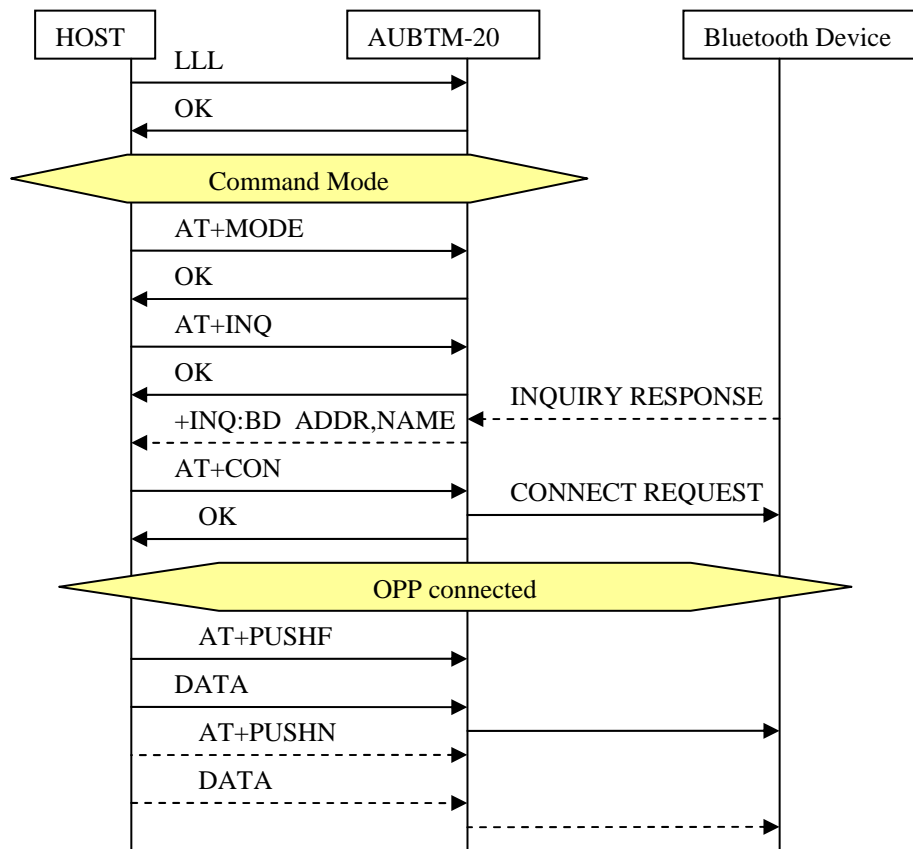 HOST
AUBTM-20
Bluetooth Device
LLL
OK
Command Mode
AT+MODE
OK
AT+INQ
OK
INQUIRY RESPONSE
+INQ:BD ADDR,NAME
AT+CON
CONNECT REQUEST
OK
OPP connected
AT+PUSHF
DATA
AT+PUSHN
DATA